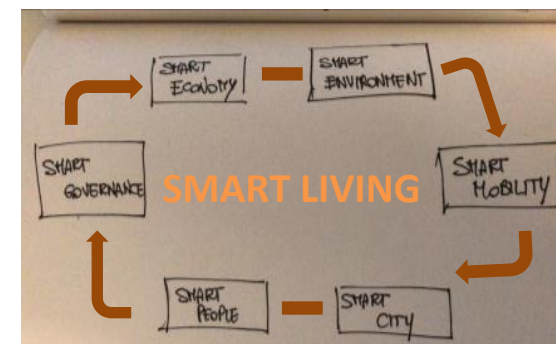 SMART
ECONOMY
SMART
ENVIRONMENT
SMART
GOVERNANCE
SMART LIVING
SMART
MOBILITY
SMART
PEOPLE
SMART
CITY